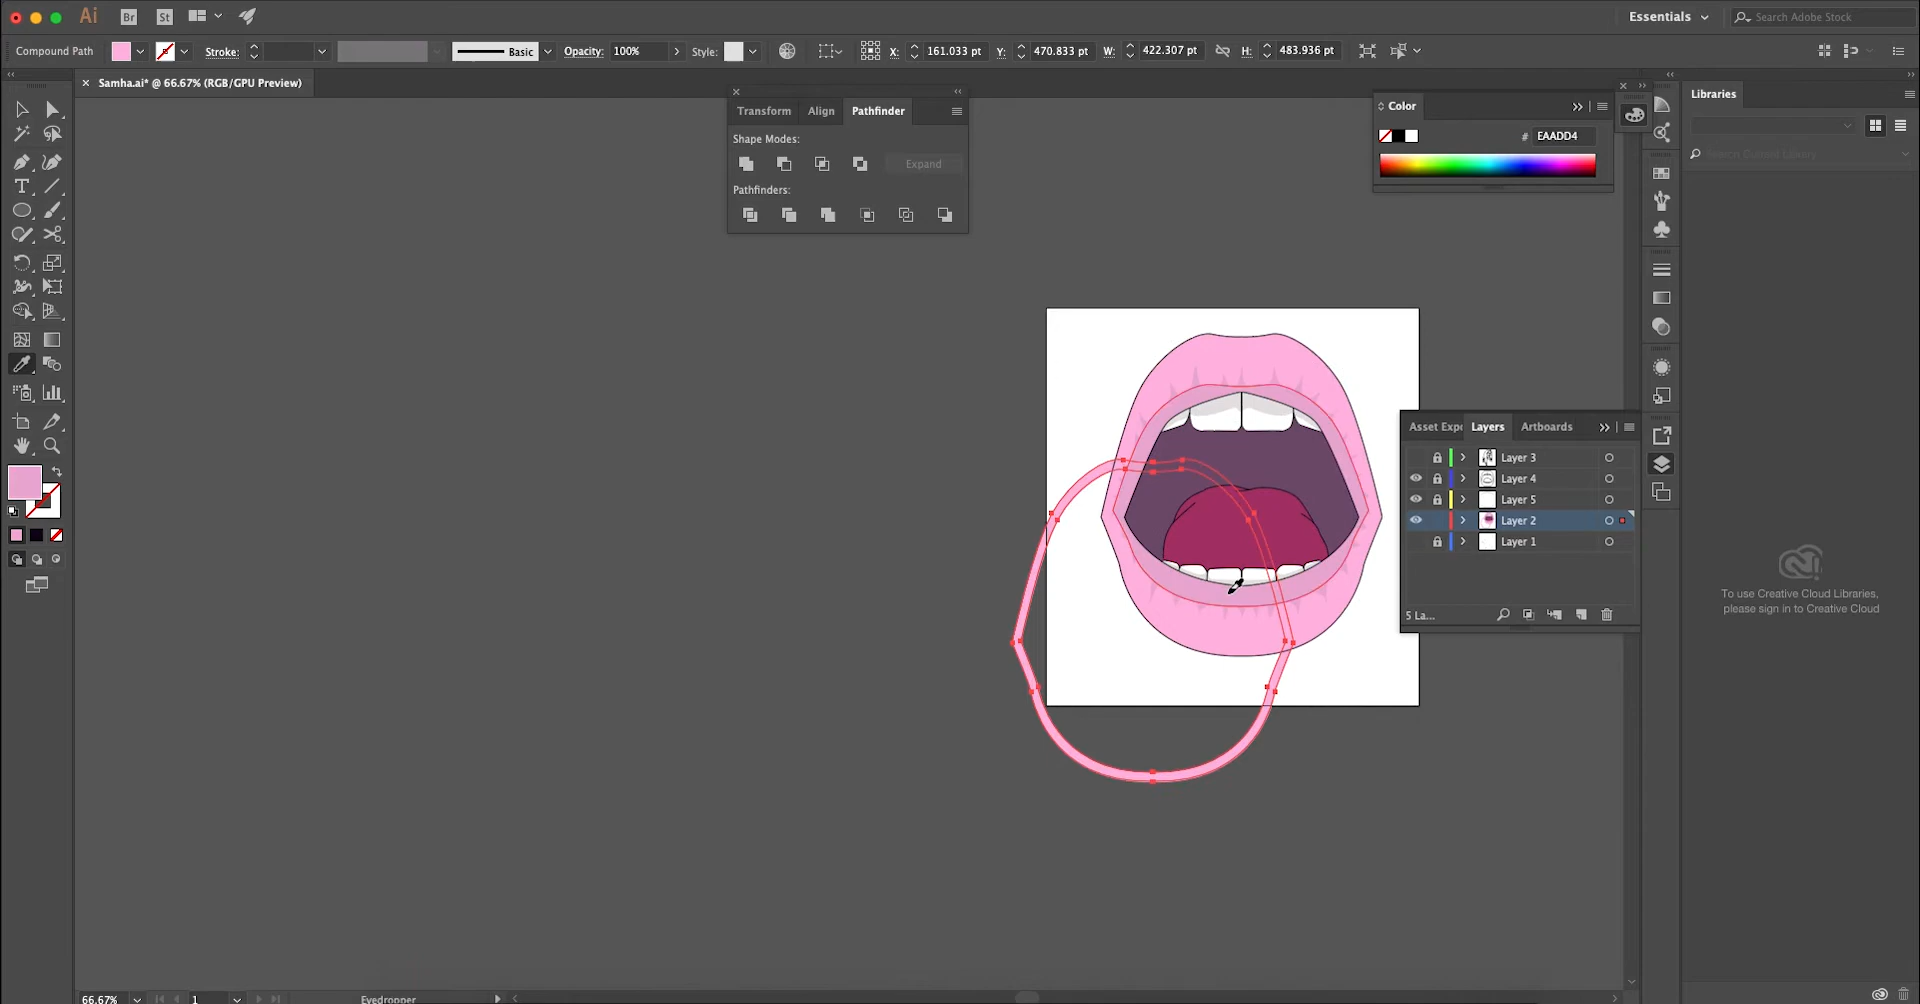 Ai Br St Essentials Search Adobe Stock
Compound Path Stroke: Basic Opacity: 100% Style: X: 161.033 pt Y: 470.833 pt W: 422.307 pt H: 483.936 pt
× Samha.ai* @ 66.67% (RGB/GPU Preview)
Transform Align Pathfinder
Shape Modes:
Expand
Pathfinders:
Color
# EAADD4
Libraries
Asset Expo Layers Artboards
Layer 3
Layer 4
Layer 5
Layer 2
Layer 1
5 La...
To use Creative Cloud Libraries,
please sign in to Creative Cloud
66.67% 1 Eyedropper